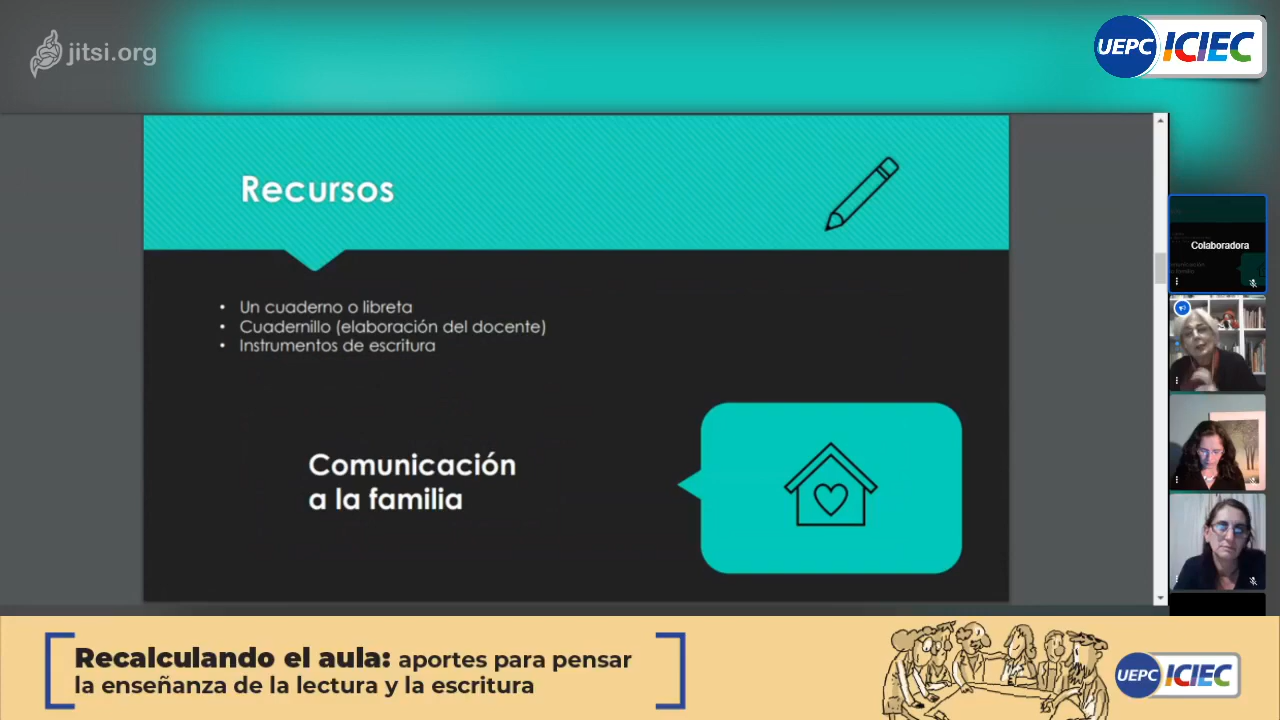 jitsi.org
UEPC ICIEC
Recursos
• Un cuaderno o libreta
• Cuadernillo (elaboración del docente)
• Instrumentos de escritura
Comunicación
a la familia
Colaboradora
Recalculando el aula: aportes para pensar
la enseñanza de la lectura y la escritura
UEPC ICIEC